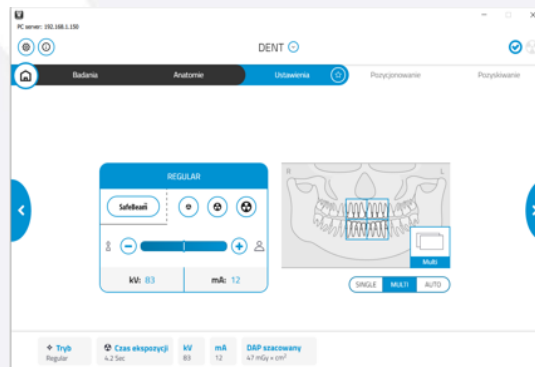 PC server: 192.168.1.150
DENT
Badania
Anatomie
Ustawienia
Pozycjonowanie
Pozyskiwanie
REGULAR
SafeBeam
kV: 83
mA: 12
R
L
Multi
SINGLE
MULTI
AUTO
Tryb
Regular
Czas ekspozycji
4.2 Sec
kV
83
mA
12
DAP szacowany
47 mGy × cm²